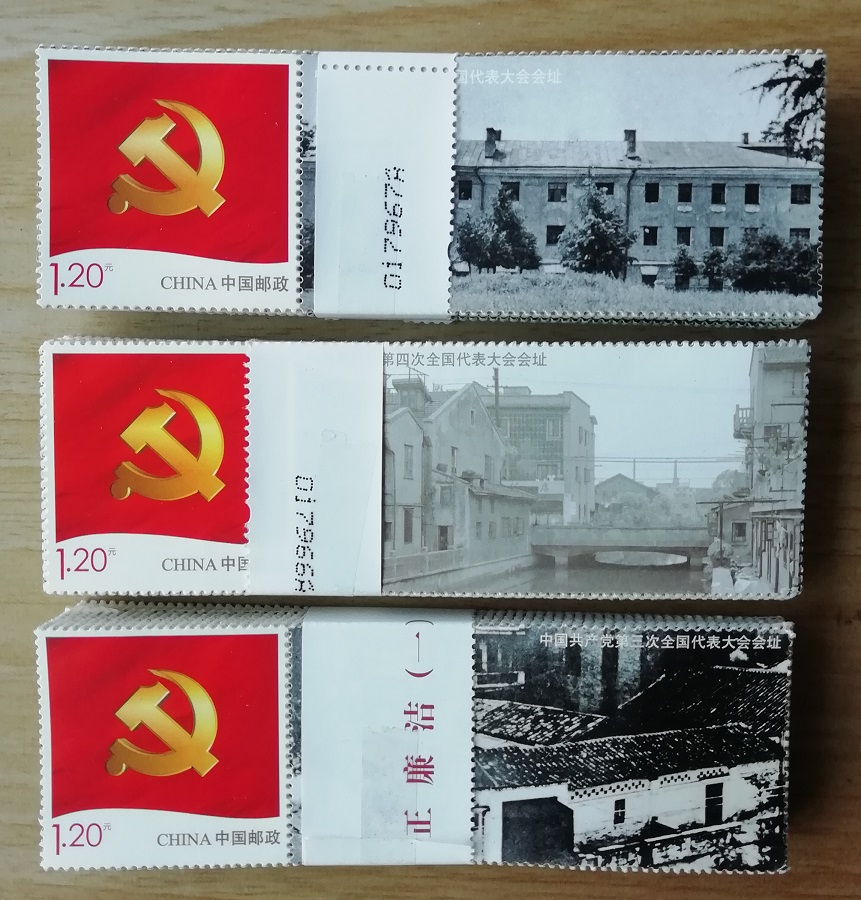 国代表大会会址
0179678
1.20元
CHINA 中国邮政
第四次全国代表大会会址
0179668
1.20元
CHINA 中国
中国共产党第三次全国代表大会会址
正廉洁(一)
1.20元
CHINA 中国邮政